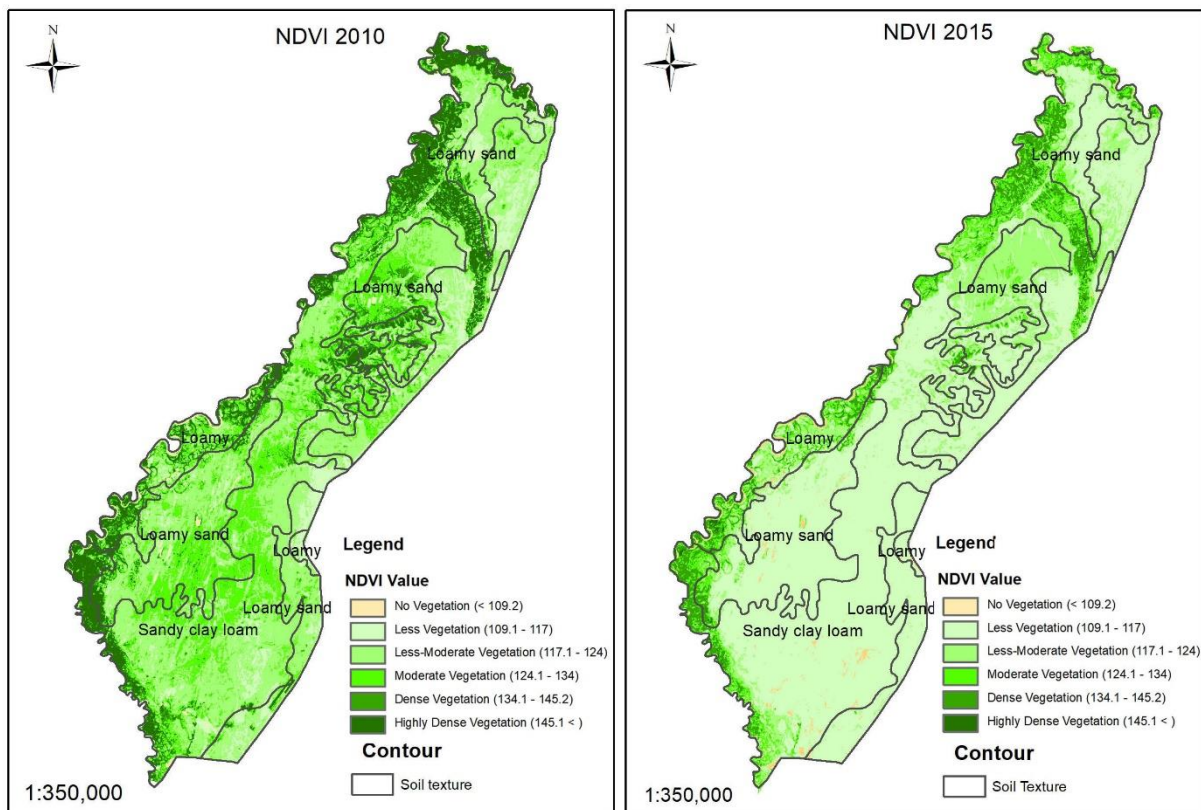 NDVI 2010
N
Loamy sand
Loamy sand
Loamy
Loamy sand
Loamy
Loamy sand
Sandy clay loam
Legend
NDVI Value
No Vegetation (< 109.2)
Less Vegetation (109.1 - 117)
Less-Moderate Vegetation (117.1 - 124)
Moderate Vegetation (124.1 - 134)
Dense Vegetation (134.1 - 145.2)
Highly Dense Vegetation (145.1 < )
Contour
Soil texture
1:350,000
NDVI 2015
N
Loamy sand
Loamy sand
Loamy
Loamy sand
Loamy
Loamy sand
Sandy clay loam
Legend
NDVI Value
No Vegetation (< 109.2)
Less Vegetation (109.1 - 117)
Less-Moderate Vegetation (117.1 - 124)
Moderate Vegetation (124.1 - 134)
Dense Vegetation (134.1 - 145.2)
Highly Dense Vegetation (145.1 < )
Contour
Soil Texture
1:350,000